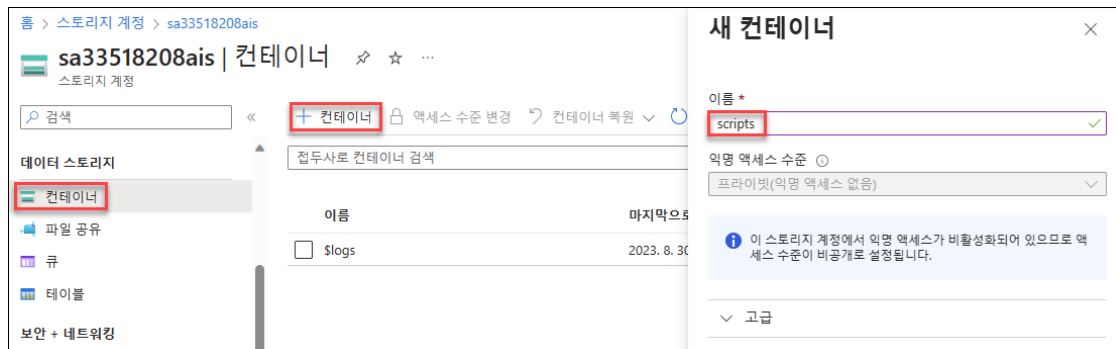 홈 > 스토리지 계정 > sa33518208ais
sa33518208ais | 컨테이너 ☆ ···
스토리지 계정
검색 «
+ 컨테이너 액세스 수준 변경 컨테이너 복원
접두사로 컨테이너 검색
데이터 스토리지
컨테이너
파일 공유
큐
테이블
보안 + 네트워킹
이름 마지막으로
$logs 2023. 8. 30
새 컨테이너
이름 *
scripts
익명 액세스 수준
프라이빗(익명 액세스 없음)
이 스토리지 계정에서 익명 액세스가 비활성화되어 있으므로 액
세스 수준이 비공개로 설정됩니다.
고급